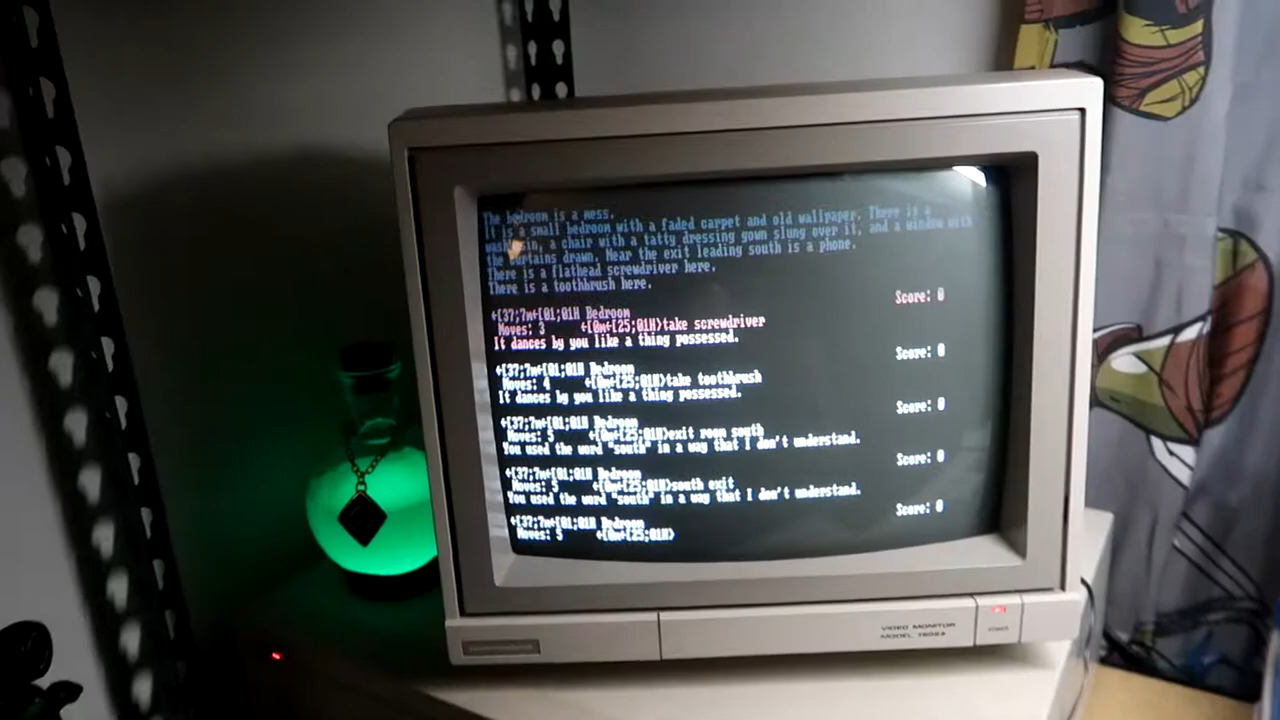 The bedroom is a mess.
It is a small bedroom with a faded carpet and old wallpaper. There is a
washbasin, a chair with a tatty dressing gown slung over it, and a window with
the curtains drawn. Near the exit leading south is a phone.
There is a flathead screwdriver here.
There is a toothbrush here.
←[37;7m←[01;01H Bedroom Score: 0
Moves: 3 ←[0m←[25;01H>take screwdriver
It dances by you like a thing possessed.
←[37;7m←[01;01H Bedroom Score: 0
Moves: 4 ←[0m←[25;01H>take toothbrush
It dances by you like a thing possessed.
←[37;7m←[01;01H Bedroom Score: 0
Moves: 5 ←[0m←[25;01H>exit room south
You used the word "south" in a way that I don't understand.
←[37;7m←[01;01H Bedroom Score: 0
Moves: 5 ←[0m←[25;01H>south exit
You used the word "south" in a way that I don't understand.
←[37;7m←[01;01H Bedroom Score: 0
Moves: 5 ←[0m←[25;01H>
VIDEO MONITOR
MODEL